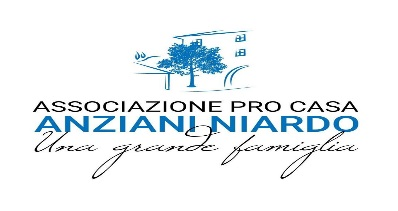 ASSOCIAZIONE PRO CASA
ANZIANI NIARDO
Una grande famiglia